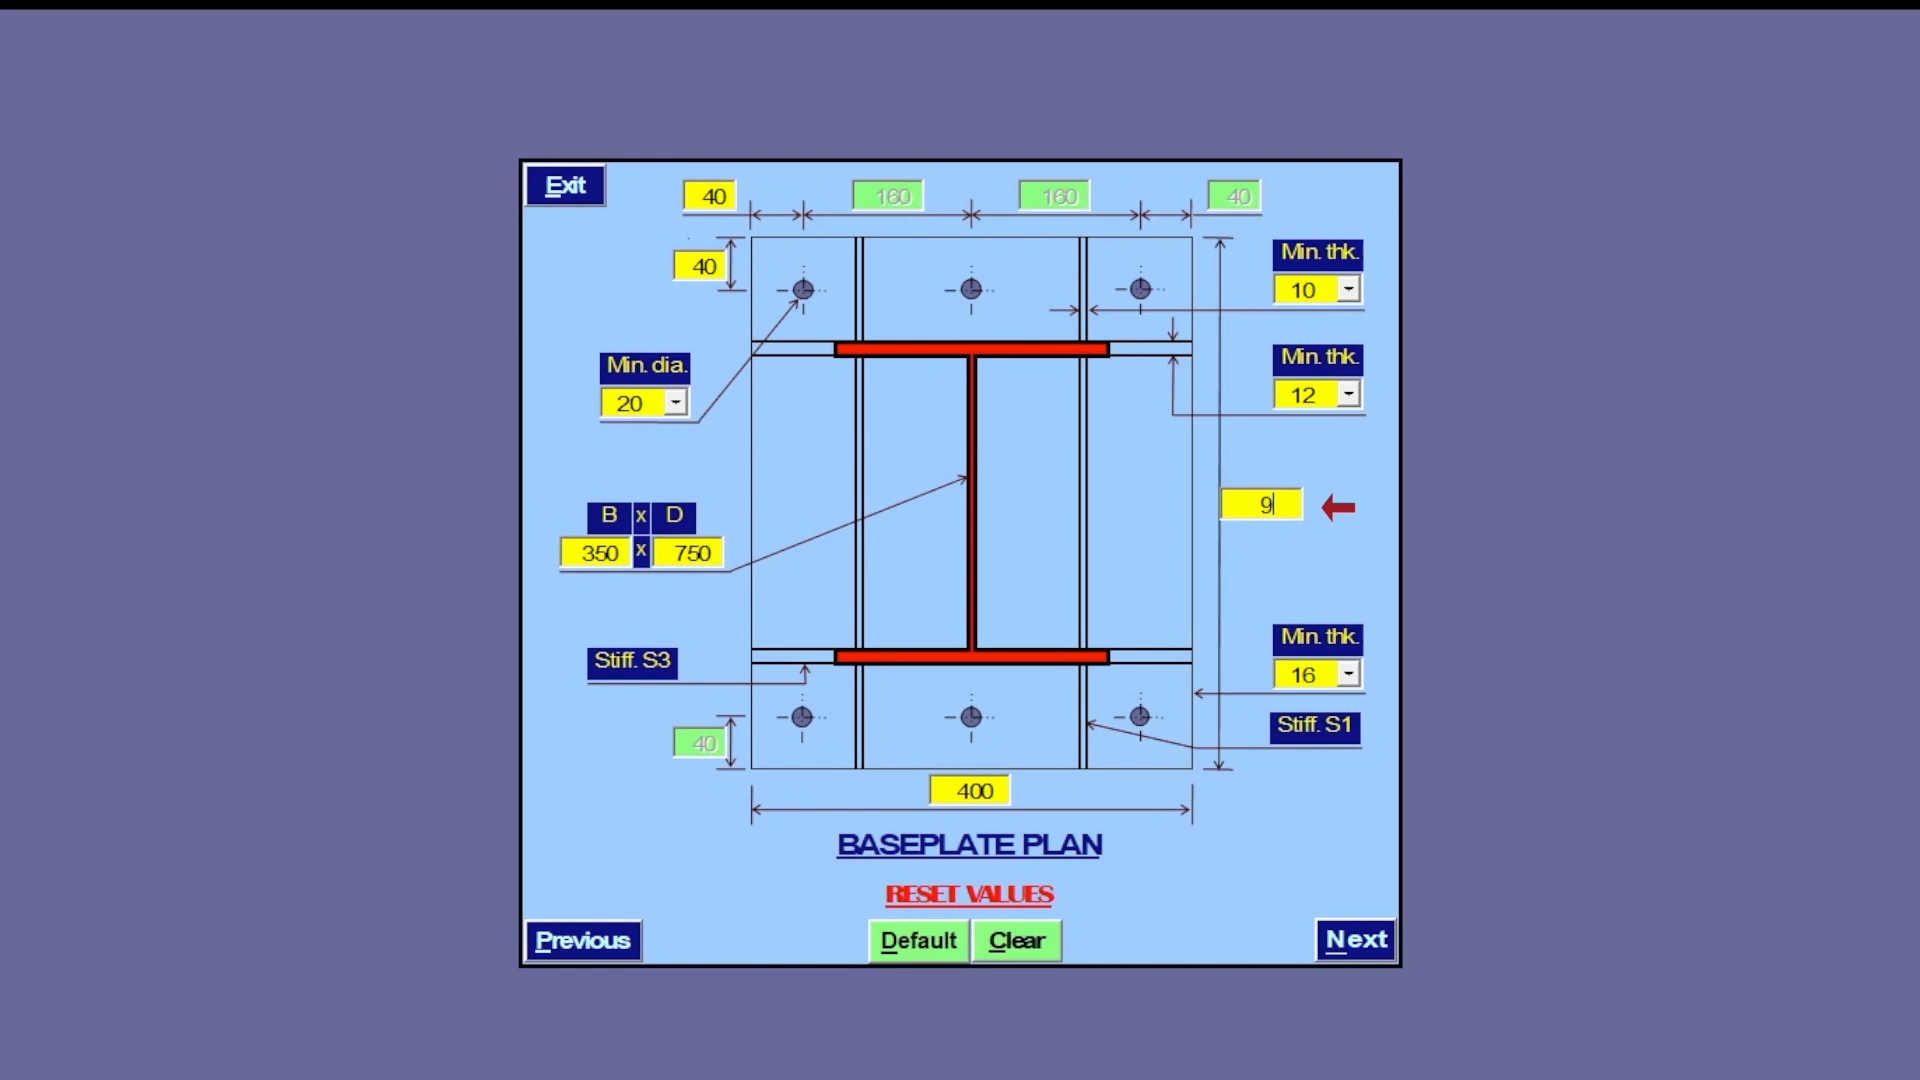 Exit
40
160
160
40
40
Min. thk.
10
Min. dia.
20
Min. thk.
12
9
B x D
350 x 750
Stiff. S3
Min. thk.
16
Stiff. S1
40
400
BASEPLATE PLAN
RESET VALUES
Previous
Default
Clear
Next